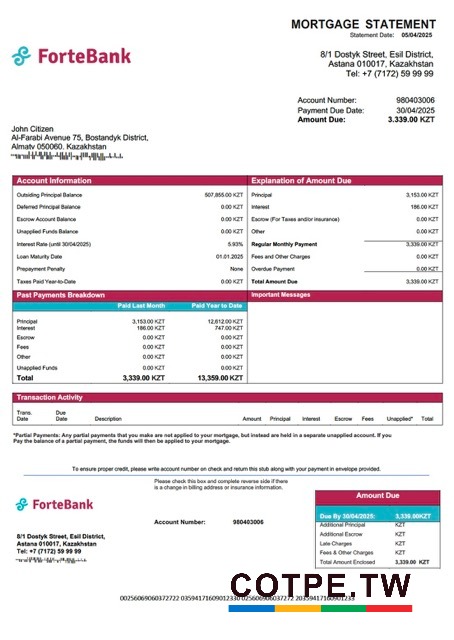 MORTGAGE STATEMENT
Statement Date: 05/04/2025
ForteBank
8/1 Dostyk Street, Esil District,
Astana 010017, Kazakhstan
Tel: +7 (7172) 59 99 99
Account Number: 980403006
Payment Due Date: 30/04/2025
Amount Due: 3.339.00 KZT
John Citizen
Al-Farabi Avenue 75, Bostandyk District,
Almatv 050060. Kazakhstan
Account Information
Outsiding Principal Balance 507,855.00 KZT
Deferred Principal Balance 0.00 KZT
Escrow Account Balance 0.00 KZT
Unapplied Funds Balance 0.00 KZT
Interest Rate (until 30/04/2025) 5.93%
Loan Maturity Date 01.01.2025
Prepayment Penalty None
Taxes Paid Year-to-Date 0.00 KZT
Explanation of Amount Due
Principal 3,153.00 KZT
Interest 186.00 KZT
Escrow (For Taxes and/or insurance) 0.00 KZT
Other 0.00 KZT
Regular Monthly Payment 3,339.00 KZT
Fees and Other Charges 0.00 KZT
Overdue Payment 0.00 KZT
Total Amount Due 3,339.00 KZT
Past Payments Breakdown
Paid Last Month Paid Year to Date
Principal 3,153.00 KZT 12,612.00 KZT
Interest 186.00 KZT 747.00 KZT
Escrow 0.00 KZT 0.00 KZT
Fees 0.00 KZT 0.00 KZT
Other 0.00 KZT 0.00 KZT
Unapplied Funds 0.00 KZT 0.00 KZT
Total 3,339.00 KZT 13,359.00 KZT
Important Messages
Transaction Activity
Trans. Date Due Date Description Amount Principal Interest Escrow Fees Unapplied* Total
*Partial Payments: Any partial payments that you make are not applied to your mortgage, but instead are held in a separate unapplied account. If you
Pay the balance of a partial payment, the funds will then be applied to your mortgage.
To ensure proper credit, please write account number on check and return this stub along with your payment in envelope provided.
Please check this box and complete reverse side if there
is a change in billing address or insurance information.
ForteBank
Account Number: 980403006
8/1 Dostyk Street, Esil District,
Astana 010017, Kazakhstan
Tel: +7 (7172) 59 99 99
Amount Due
Due By 30/04/2025: 3,339.00KZT
Additional Principal KZT
Additional Escrow KZT
Late Charges KZT
Fees & Other Charges KZT
Total Amount Enclosed 3,339.00 KZT
COTPE.TW